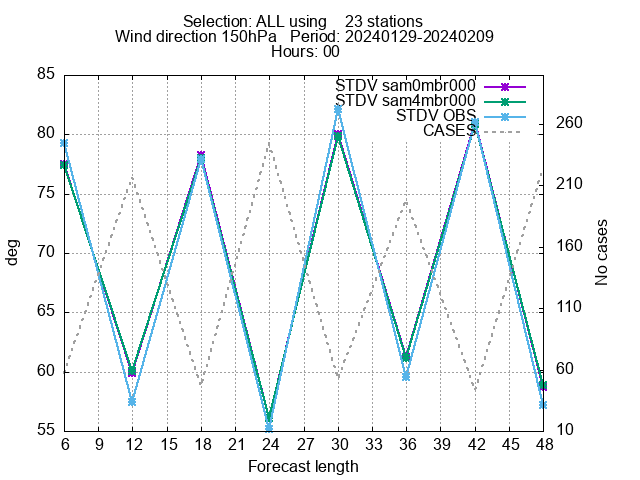 Selection: ALL using    23 stations
Wind direction 150hPa   Period: 20240129-20240209
Hours: 00
STDV sam0mbr000
STDV sam4mbr000
STDV OBS
CASES
85
80
75
70
65
60
55
deg
260
210
160
110
60
10
No cases
6 9 12 15 18 21 24 27 30 33 36 39 42 45 48
Forecast length